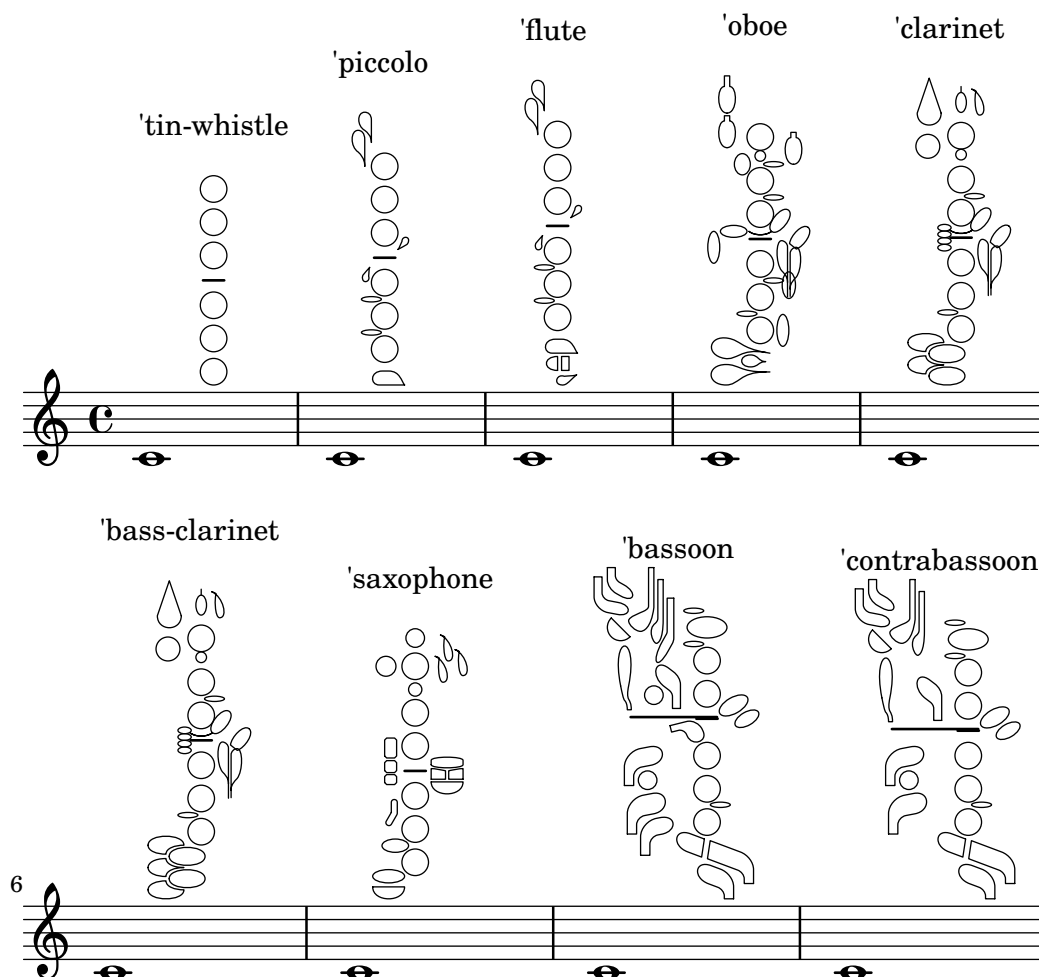 'tin-whistle
'piccolo
'flute
'oboe
'clarinet
'bass-clarinet
'saxophone
'bassoon
'contrabassoon
6